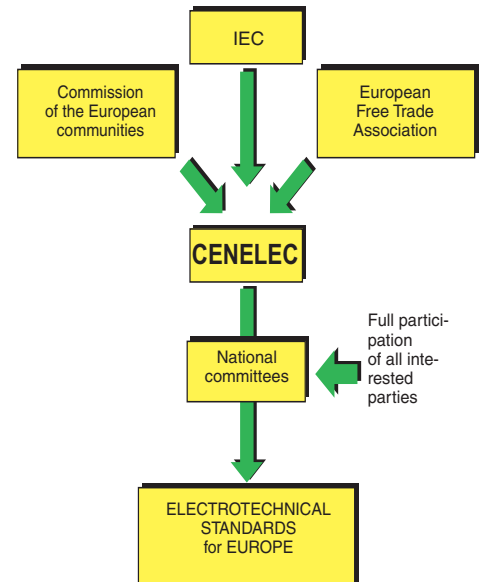 IEC
Commission
of the European
communities
European
Free Trade
Association
CENELEC
National
committees
Full partici-
pation
of all inte-
rested
parties
ELECTROTECHNICAL
STANDARDS
for EUROPE